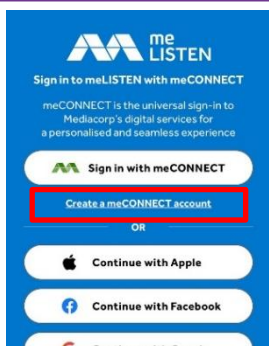 me
LISTEN
Sign in to meLISTEN with meCONNECT
meCONNECT is the universal sign-in to
Mediacorp's digital services for
a personalised and seamless experience
Sign in with meCONNECT
Create a meCONNECT account
OR
Continue with Apple
Continue with Facebook